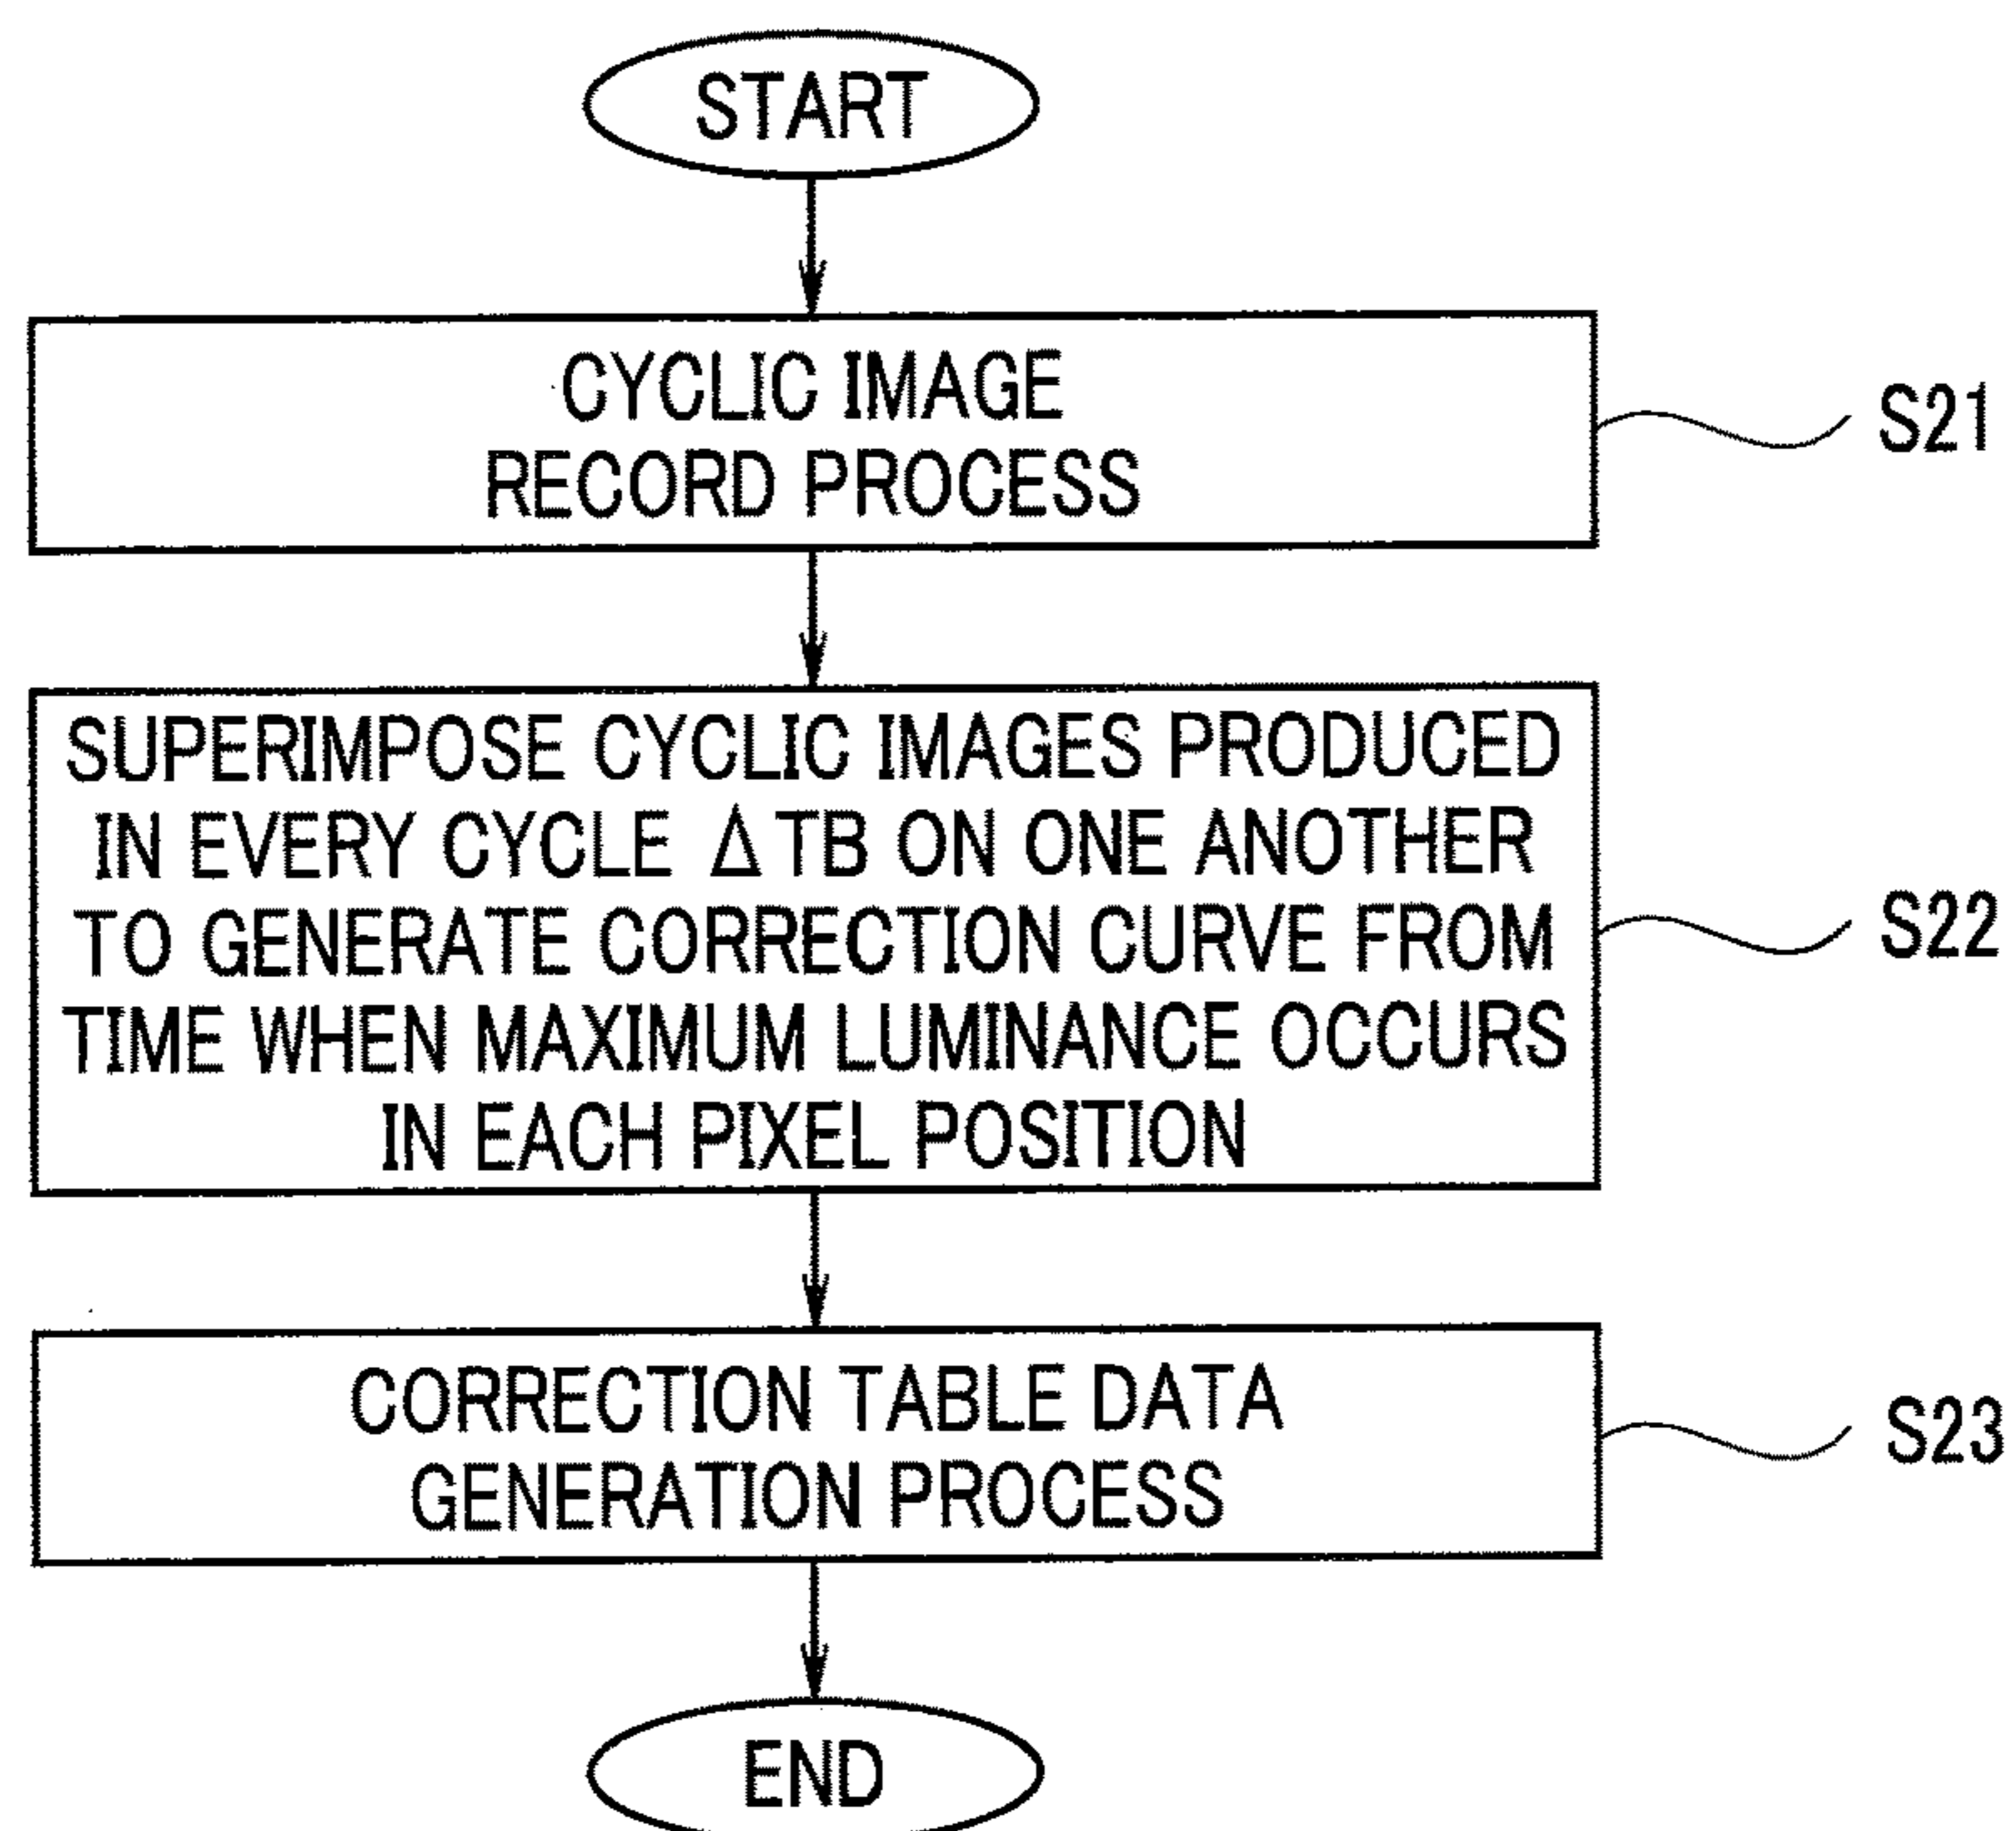 START
CYCLIC IMAGE
RECORD PROCESS
S21
SUPERIMPOSE CYCLIC IMAGES PRODUCED
IN EVERY CYCLE Δ TB ON ONE ANOTHER
TO GENERATE CORRECTION CURVE FROM
TIME WHEN MAXIMUM LUMINANCE OCCURS
IN EACH PIXEL POSITION
S22
CORRECTION TABLE DATA
GENERATION PROCESS
S23
END